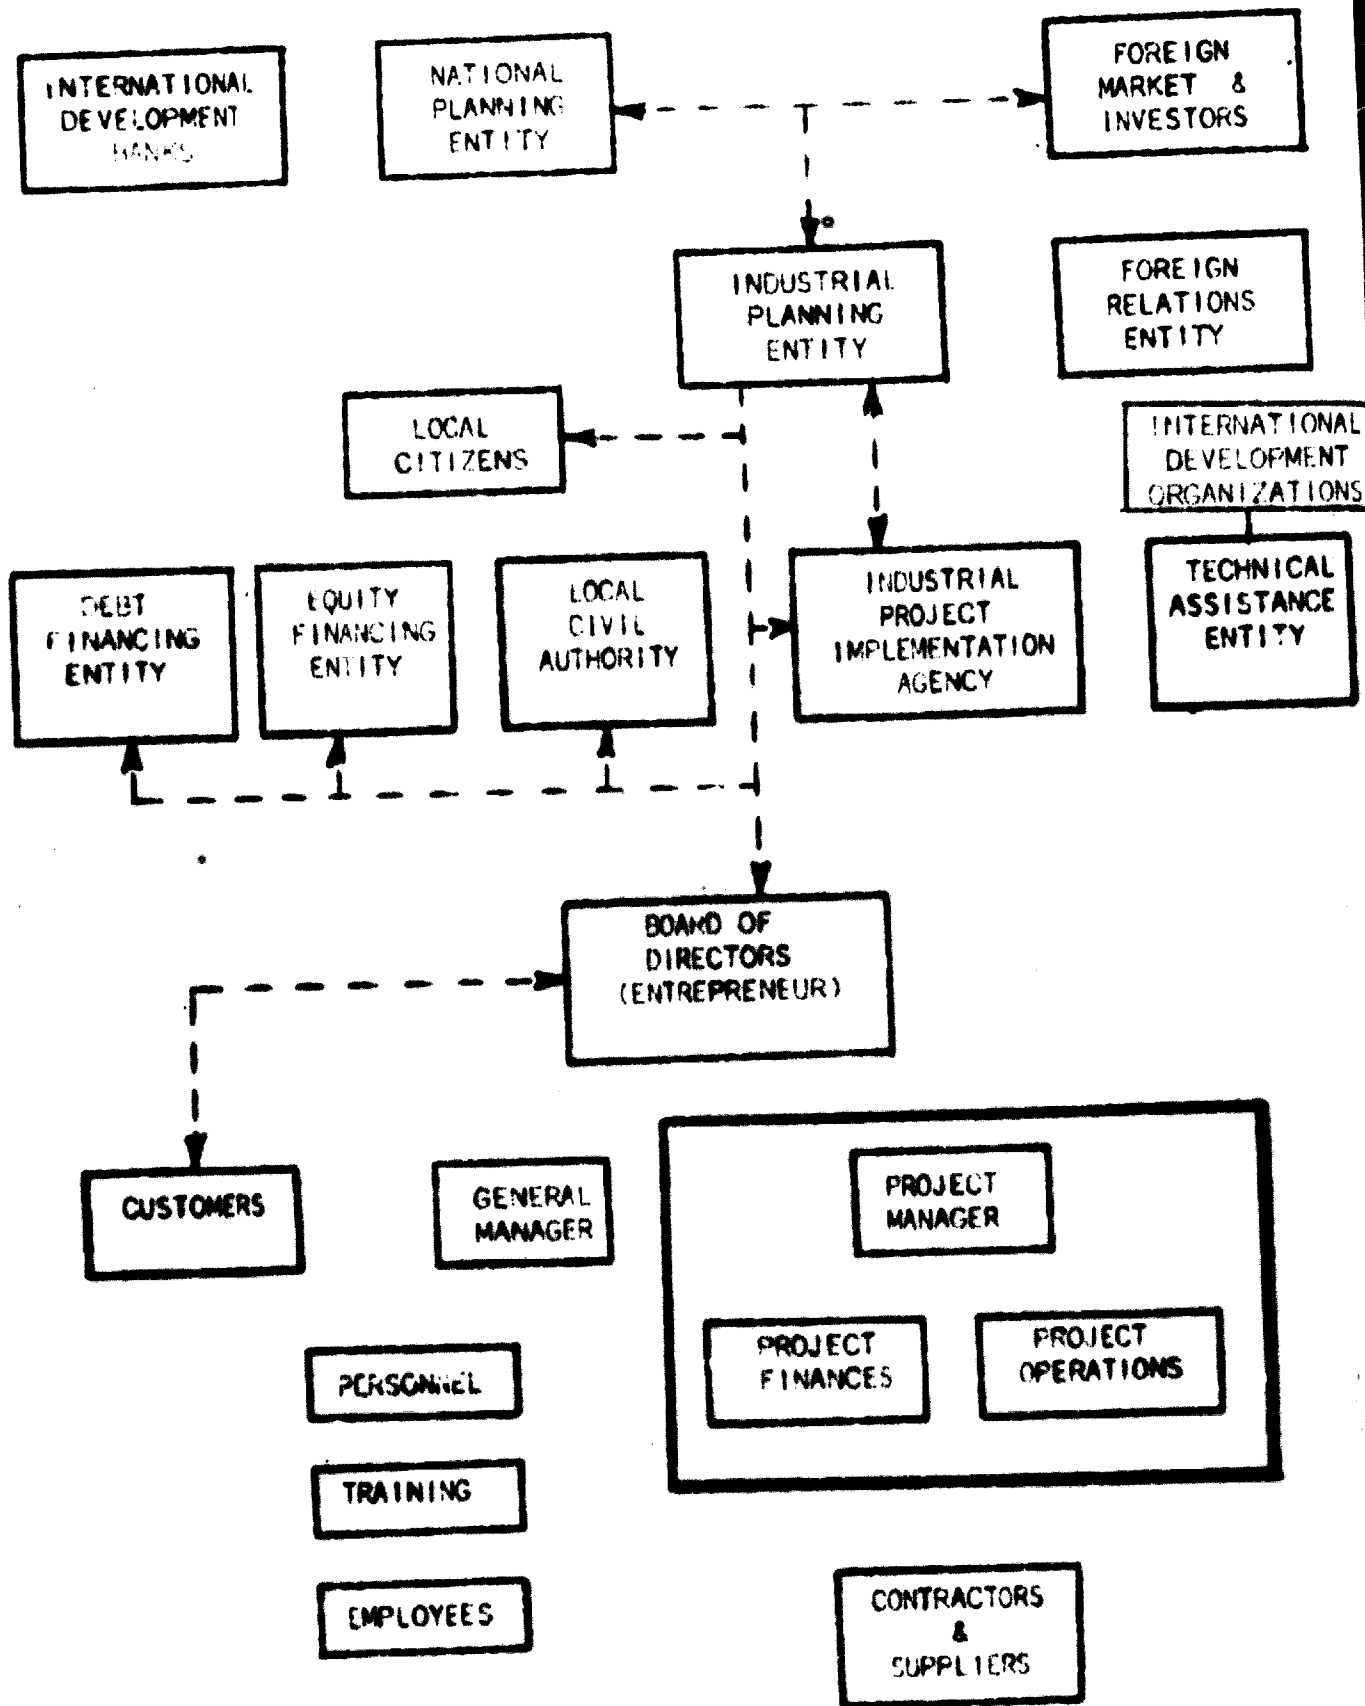 INTERNATIONAL
DEVELOPMENT
BANKS
NATIONAL
PLANNING
ENTITY
FOREIGN
MARKET &
INVESTORS
INDUSTRIAL
PLANNING
ENTITY
FOREIGN
RELATIONS
ENTITY
LOCAL
CITIZENS
INTERNATIONAL
DEVELOPMENT
ORGANIZATIONS
DEBT
FINANCING
ENTITY
EQUITY
FINANCING
ENTITY
LOCAL
CIVIL
AUTHORITY
INDUSTRIAL
PROJECT
IMPLEMENTATION
AGENCY
TECHNICAL
ASSISTANCE
ENTITY
BOARD OF
DIRECTORS
(ENTREPRENEUR)
CUSTOMERS
GENERAL
MANAGER
PROJECT
MANAGER
PROJECT
FINANCES
PROJECT
OPERATIONS
PERSONNEL
TRAINING
EMPLOYEES
CONTRACTORS
&
SUPPLIERS